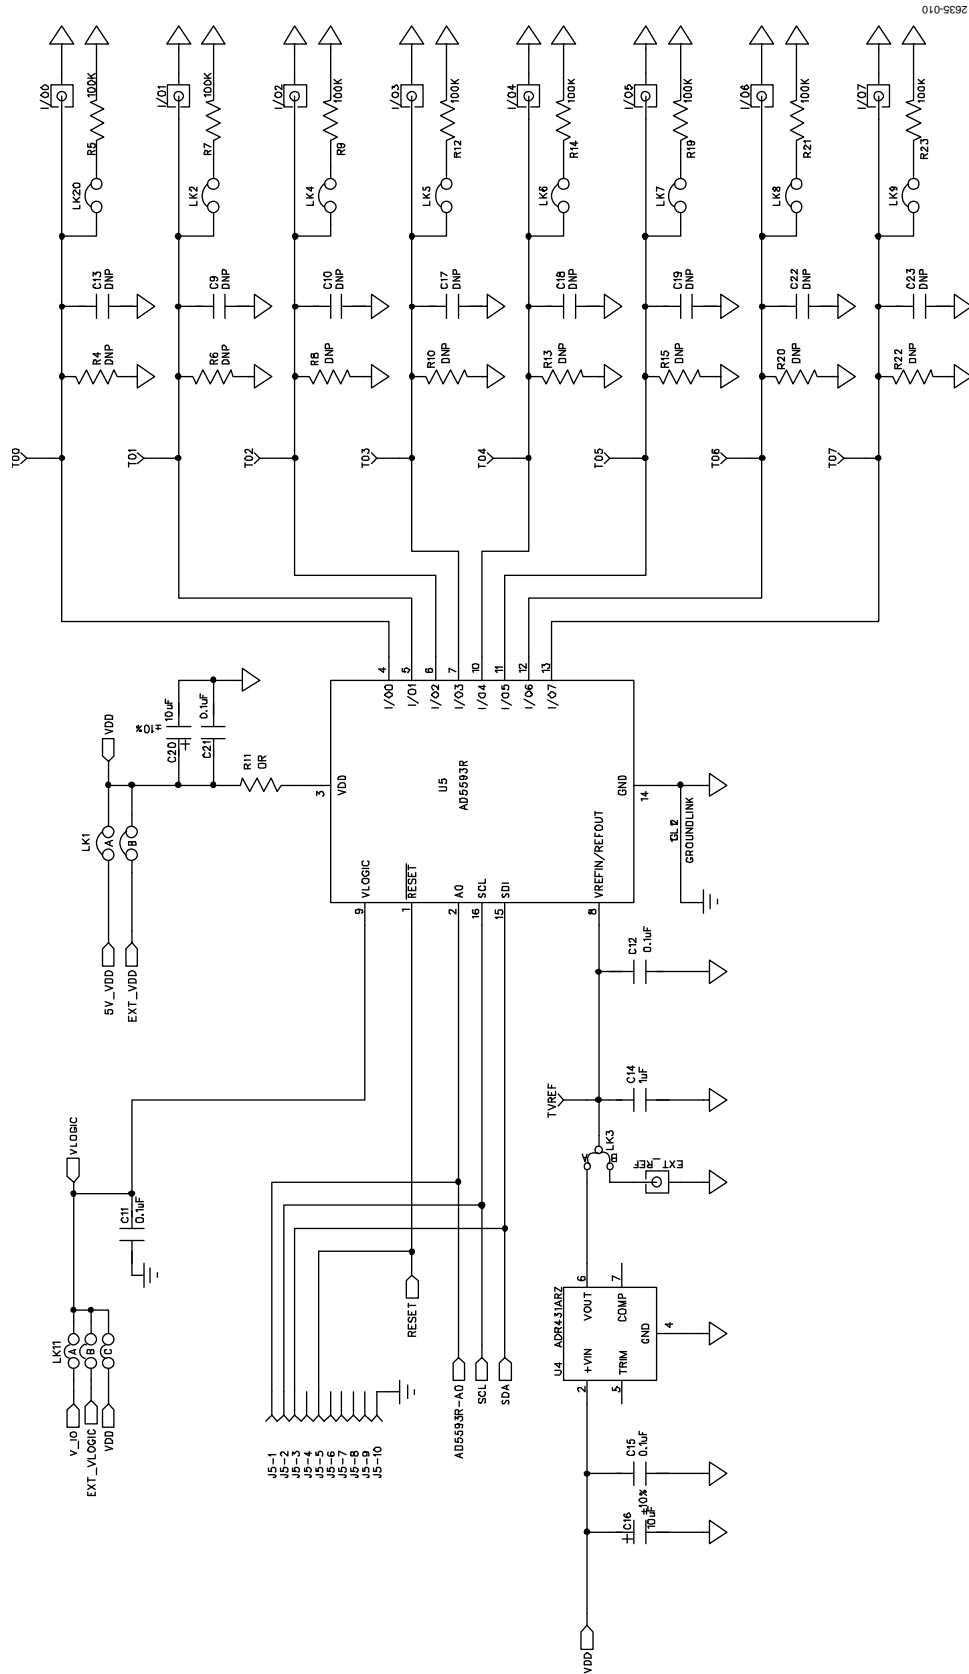 2635-010
I/O0
100K
R5
LK20
C13
DNP
R4
DNP
TO0
I/O1
100K
R7
LK2
C9
DNP
R6
DNP
TO1
I/O2
100K
R9
LK4
C10
DNP
R8
DNP
TO2
I/O3
100K
R12
LK5
C17
DNP
R10
DNP
TO3
I/O4
100K
R14
LK6
C18
DNP
R13
DNP
TO4
I/O5
100K
R19
LK7
C19
DNP
R15
DNP
TO5
I/O6
100K
R21
LK8
C22
DNP
R20
DNP
TO6
I/O7
100K
R23
LK9
C23
DNP
R22
DNP
TO7
4
5
6
7
10
11
12
13
I/O0
I/O1
I/O2
I/O3
I/O4
I/O5
I/O6
I/O7
U5
AD5593R
3
VDD
GND
14
VLOGIC
9
RESET
1
A0
2
SCL
16
SDI
15
VREFIN/REFOUT
8
VDD
±10%
10uF
C20
0.1uF
C21
R11
0R
LK1
A
B
5V_VDD
EXT_VDD
GROUNDLINK
C12
0.1uF
C14
1uF
TVREF
LK3
A
B
EXT_REF
VLOGIC
C11
0.1uF
LK11
A
B
C
V_IO
EXT_VLOGIC
VDD
RESET
AD5593R-A0
SCL
SDA
J5-1
J5-2
J5-3
J5-4
J5-5
J5-6
J5-7
J5-8
J5-9
J5-10
U4
ADR431ARZ
6
VOUT
7
COMP
GND
4
2
+VIN
5
TRIM
C15
0.1uF
C16
10uF
±10%
VDD